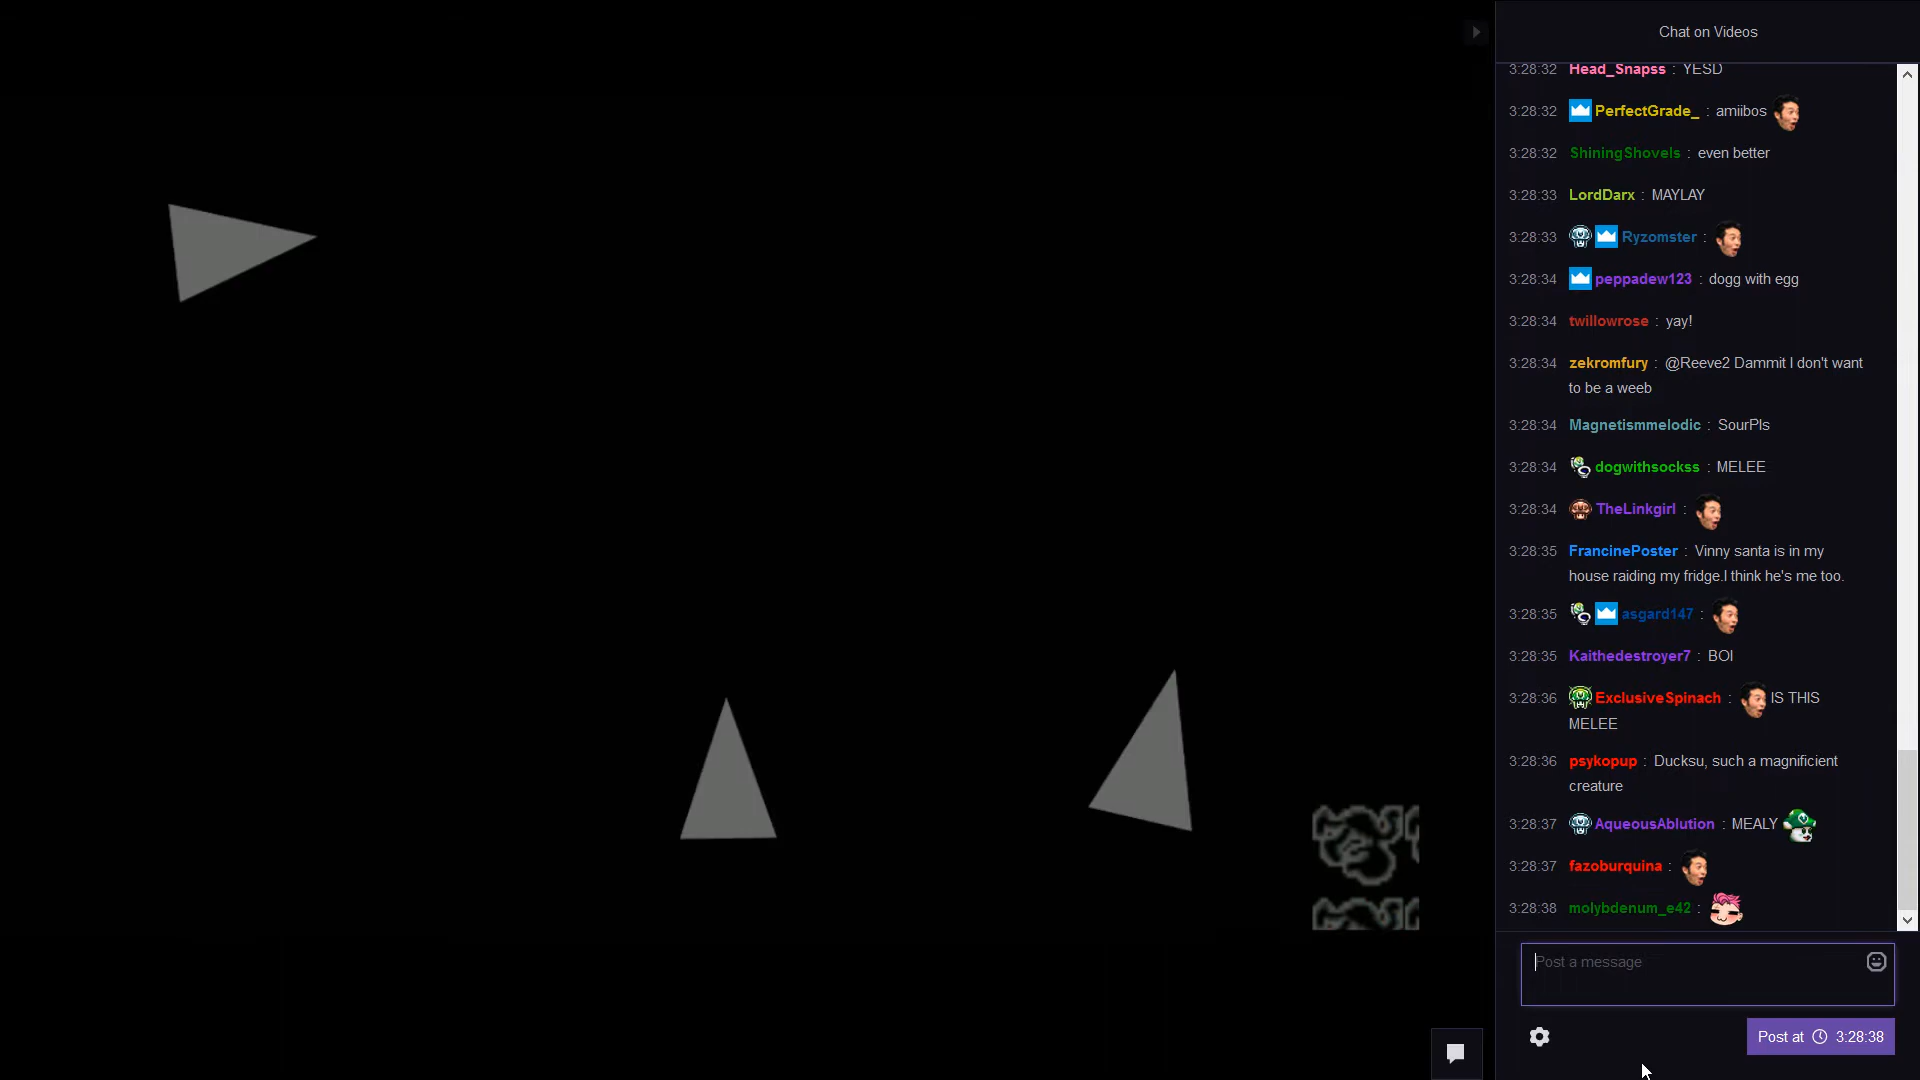 Chat on Videos
3:28:32 Head_Snapss : YESD
3:28:32 PerfectGrade_ : amiibos
3:28:32 ShiningShovels : even better
3:28:33 LordDarx : MAYLAY
3:28:33 Ryzomster :
3:28:34 peppadew123 : dogg with egg
3:28:34 twillowrose : yay!
3:28:34 zekromfury : @Reeve2 Dammit I don't want
to be a weeb
3:28:34 Magnetismmelodic : SourPls
3:28:34 dogwithsockss : MELEE
3:28:34 TheLinkgirl :
3:28:35 FrancinePoster : Vinny santa is in my
house raiding my fridge.I think he's me too.
3:28:35 asgard147 :
3:28:35 Kaithedestroyer7 : BOI
3:28:36 ExclusiveSpinach : IS THIS
MELEE
3:28:36 psykopup : Ducksu, such a magnificient
creature
3:28:37 AqueousAblution : MEALY
3:28:37 fazoburquina :
3:28:38 molybdenum_e42 :
Post a message
Post at 3:28:38